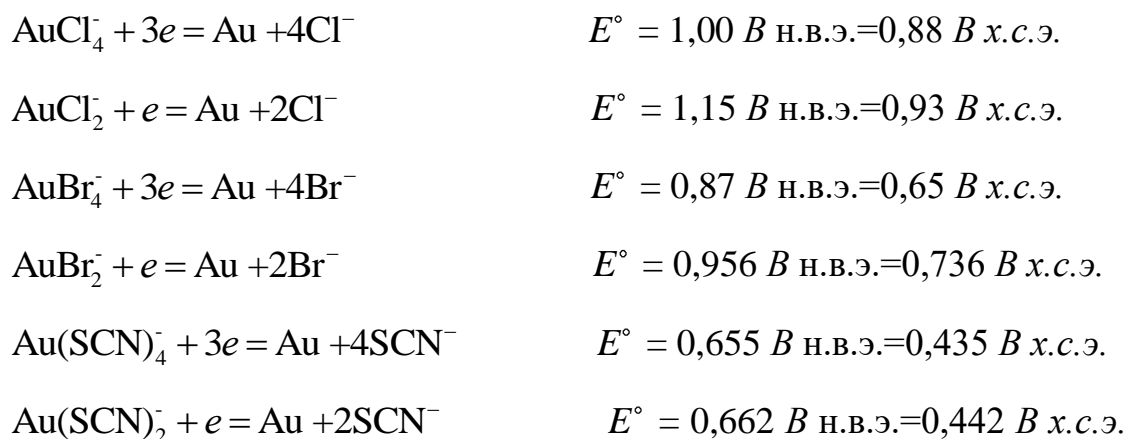 AuCl₄⁻ + 3e = Au +4Cl⁻ E° = 1,00 В н.в.э.=0,88 В х.с.э.
AuCl₂⁻ + e = Au +2Cl⁻ E° = 1,15 В н.в.э.=0,93 В х.с.э.
AuBr₄⁻ + 3e = Au +4Br⁻ E° = 0,87 В н.в.э.=0,65 В х.с.э.
AuBr₂⁻ + e = Au +2Br⁻ E° = 0,956 В н.в.э.=0,736 В х.с.э.
Au(SCN)₄⁻ + 3e = Au +4SCN⁻ E° = 0,655 В н.в.э.=0,435 В х.с.э.
Au(SCN)₂⁻ + e = Au +2SCN⁻ E° = 0,662 В н.в.э.=0,442 В х.с.э.